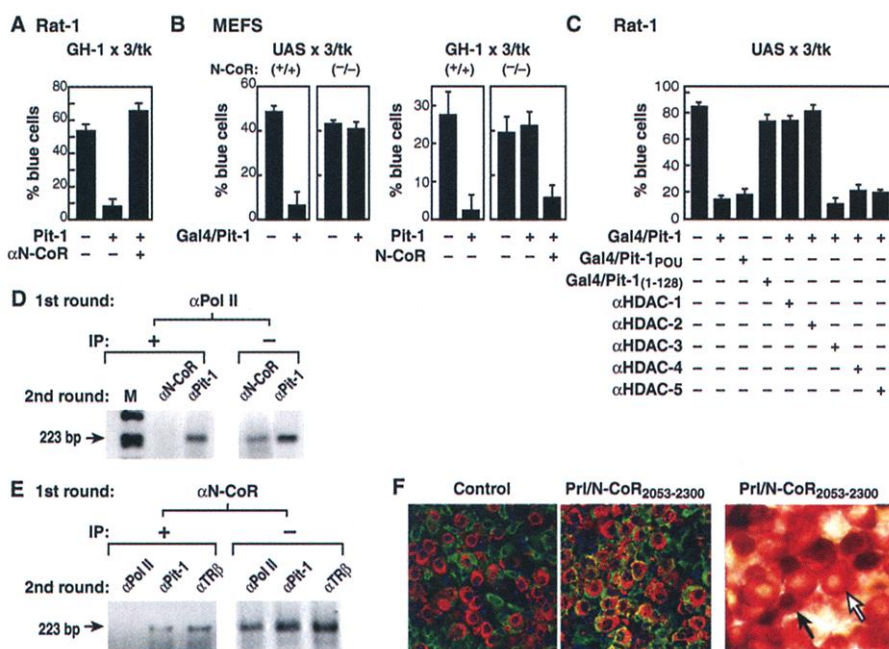 A Rat-1
GH-1 x 3/tk
% blue cells
80
60
40
20
0
Pit-1 – + +
αN-CoR – – +
B MEFS
UAS x 3/tk
N-CoR: (+/+) (–/–)
% blue cells
60
40
20
0
Gal4/Pit-1 – + – +
GH-1 x 3/tk
(+/+) (–/–)
% blue cells
30
20
10
0
Pit-1 – + – + +
N-CoR – – – – +
C Rat-1
UAS x 3/tk
% blue cells
100
80
60
40
20
0
Gal4/Pit-1 – + – – + + + + +
Gal4/Pit-1POU – – + – – – – – –
Gal4/Pit-1(1-128) – – – + – – – – –
αHDAC-1 – – – – + – – – –
αHDAC-2 – – – – – + – – –
αHDAC-3 – – – – – – + – –
αHDAC-4 – – – – – – – + –
αHDAC-5 – – – – – – – – +
D 1st round: αPol II
IP: + –
2nd round: M αN-CoR αPit-1 αN-CoR αPit-1
223 bp
E 1st round: αN-CoR
IP: + –
2nd round: αPol II αPit-1 αTRβ αPol II αPit-1 αTRβ
223 bp
F Control Prl/N-CoR2053-2300 Prl/N-CoR2053-2300